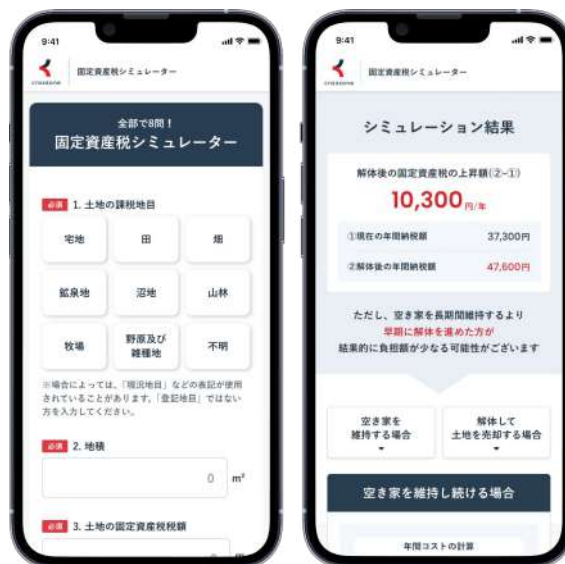 9:41
crassone
固定資産税シミュレーター
全部で8問！
固定資産税シミュレーター
必須 1. 土地の課税地目
宅地
田
畑
鉱泉地
沼地
山林
牧場
野原及び
雑種地
不明
※場合によっては、「現況地目」などの表記が使用
されていることがあります。「登記地目」ではない
方を入力してください。
必須 2. 地積
0 m²
必須 3. 土地の固定資産税税額
9:41
crassone
固定資産税シミュレーター
シミュレーション結果
解体後の固定資産税の上昇額(②-①)
10,300円/年
①現在の年間納税額 37,300円
②解体後の年間納税額 47,600円
ただし、空き家を長期間維持するより
早期に解体を進めた方が
結果的に負担額が少なる可能性がございます
空き家を
維持する場合
解体して
土地を売却する場合
空き家を維持し続ける場合
年間コストの計算